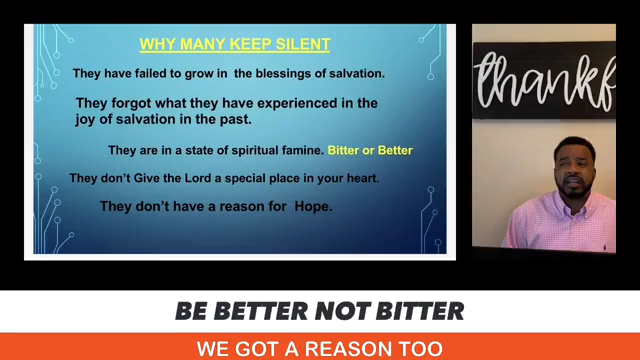 WHY MANY KEEP SILENT
They have failed to grow in the blessings of salvation.
They forgot what they have experienced in the
joy of salvation in the past.
They are in a state of spiritual famine. Bitter or Better
They don't Give the Lord a special place in your heart.
They don't have a reason for Hope.
thankf
BE BETTER NOT BITTER
WE GOT A REASON TOO